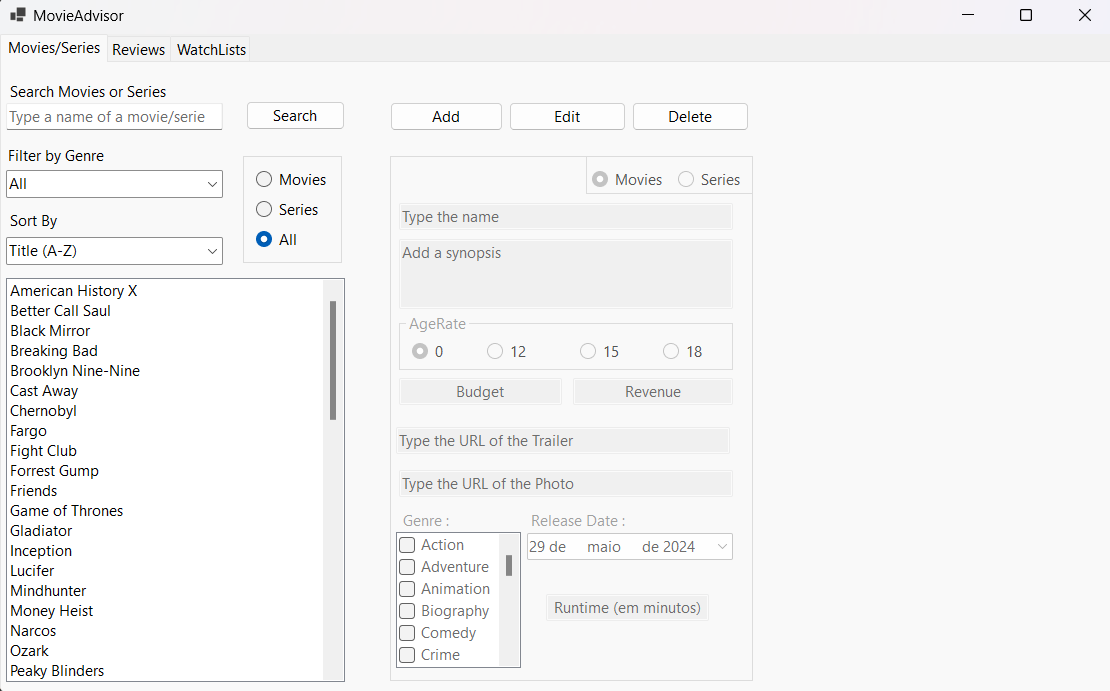 MovieAdvisor
Movies/Series Reviews WatchLists
Search Movies or Series
Type a name of a movie/serie
Search
Add
Edit
Delete
Filter by Genre
All
Sort By
Title (A-Z)
Movies
Series
All
American History X
Better Call Saul
Black Mirror
Breaking Bad
Brooklyn Nine-Nine
Cast Away
Chernobyl
Fargo
Fight Club
Forrest Gump
Friends
Game of Thrones
Gladiator
Inception
Lucifer
Mindhunter
Money Heist
Narcos
Ozark
Peaky Blinders
Movies Series
Type the name
Add a synopsis
AgeRate
0 12 15 18
Budget
Revenue
Type the URL of the Trailer
Type the URL of the Photo
Genre :
Action
Adventure
Animation
Biography
Comedy
Crime
Release Date :
29 de maio de 2024
Runtime (em minutos)